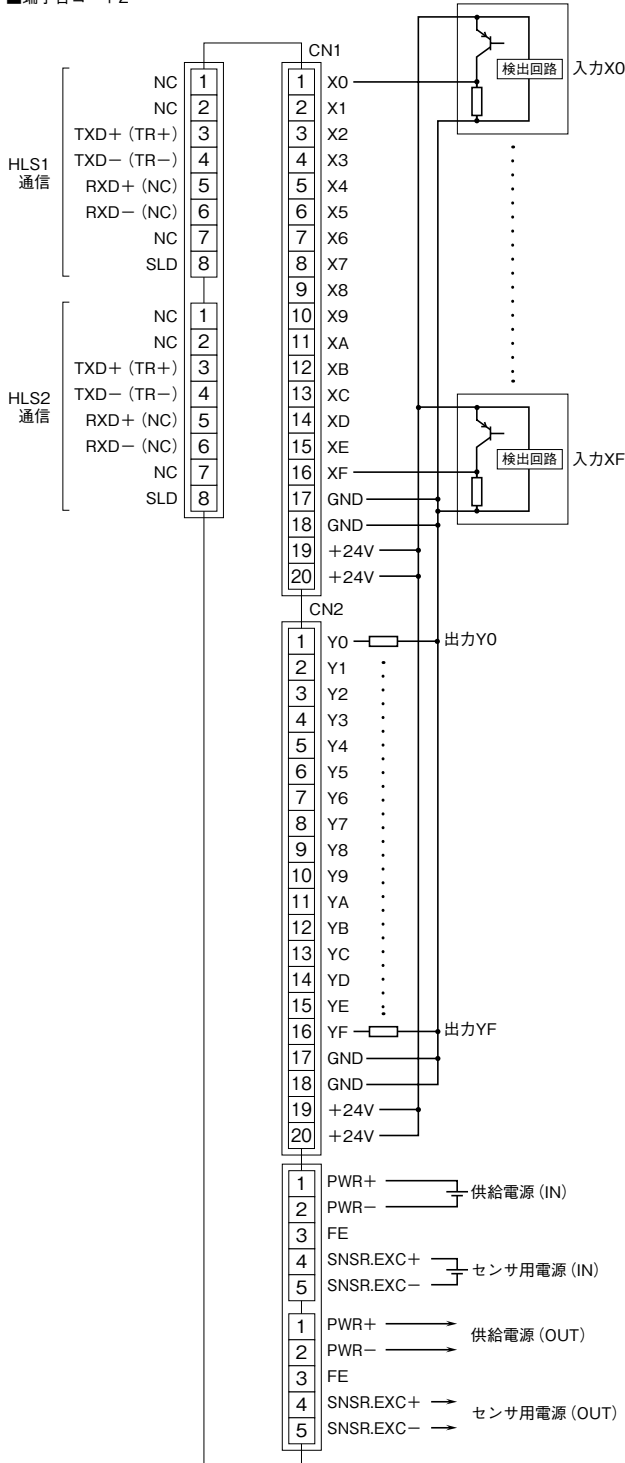 CN1
HLS1
通信
NC 1
NC 2
TXD+ (TR+) 3
TXD− (TR−) 4
RXD+ (NC) 5
RXD− (NC) 6
NC 7
SLD 8
HLS2
通信
NC 1
NC 2
TXD+ (TR+) 3
TXD− (TR−) 4
RXD+ (NC) 5
RXD− (NC) 6
NC 7
SLD 8
1 X0
2 X1
3 X2
4 X3
5 X4
6 X5
7 X6
8 X7
9 X8
10 X9
11 XA
12 XB
13 XC
14 XD
15 XE
16 XF
17 GND
18 GND
19 +24V
20 +24V
検出回路 入力X0
検出回路 入力XF
CN2
1 Y0 出力Y0
2 Y1
3 Y2
4 Y3
5 Y4
6 Y5
7 Y6
8 Y7
9 Y8
10 Y9
11 YA
12 YB
13 YC
14 YD
15 YE
16 YF 出力YF
17 GND
18 GND
19 +24V
20 +24V
1 PWR+
2 PWR−
供給電源 (IN)
3 FE
4 SNSR.EXC+
5 SNSR.EXC−
センサ用電源 (IN)
1 PWR+
2 PWR−
供給電源 (OUT)
3 FE
4 SNSR.EXC+
5 SNSR.EXC−
センサ用電源 (OUT)